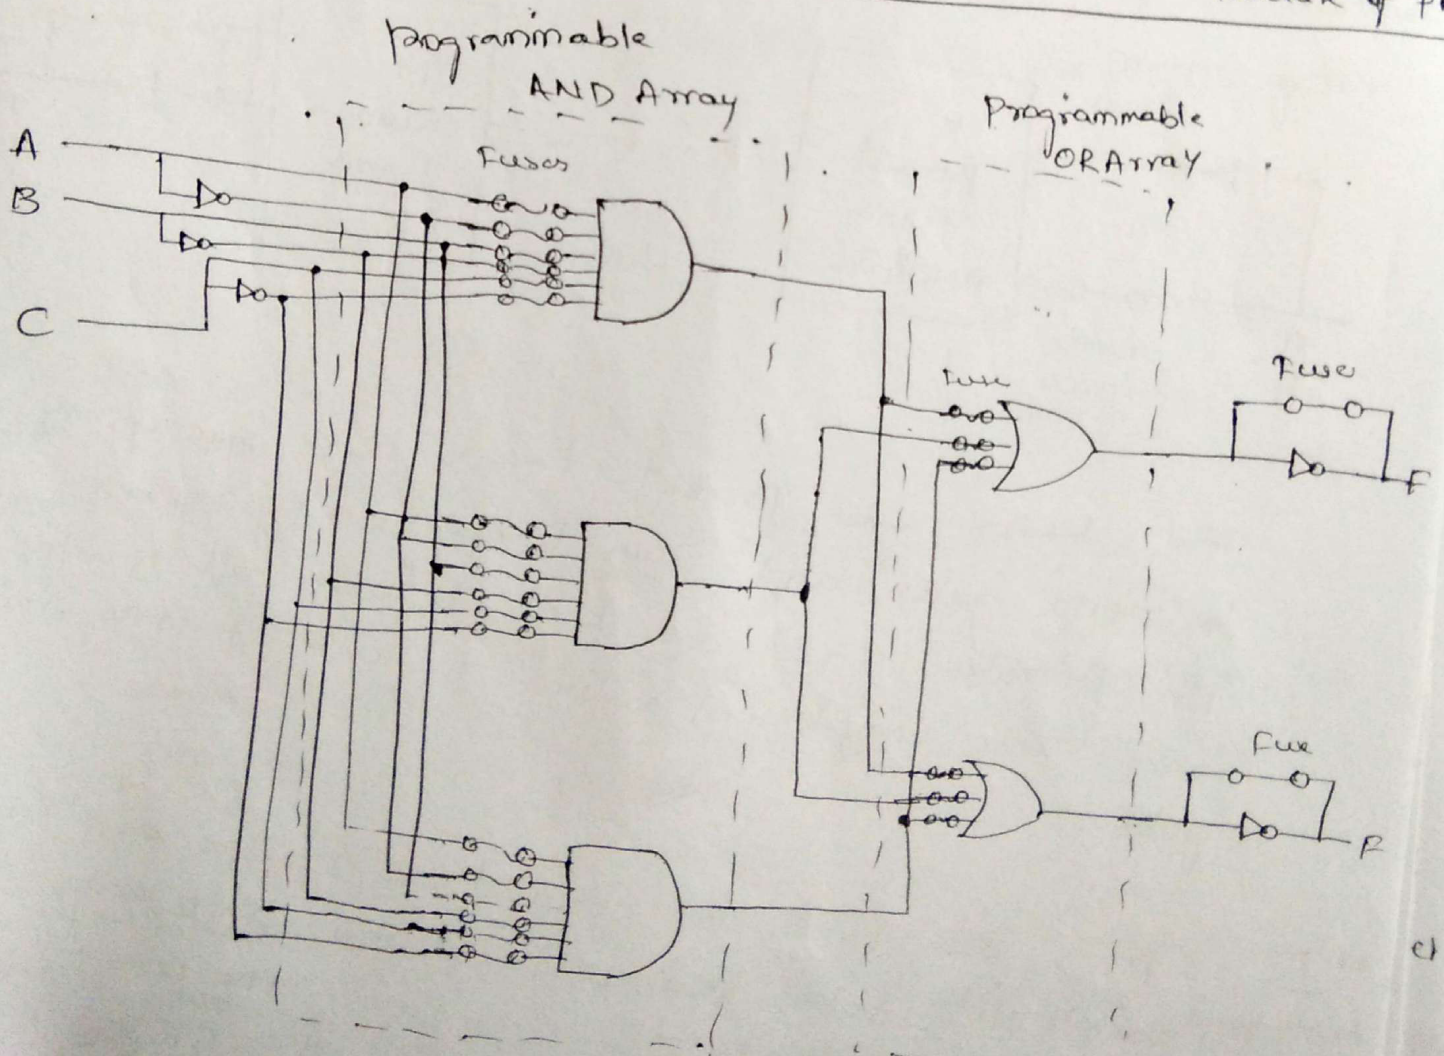 Programmable
AND Array
Programmable
OR Array
Fuses
A
B
C
Fuse
Fuse
F
Fuse
F